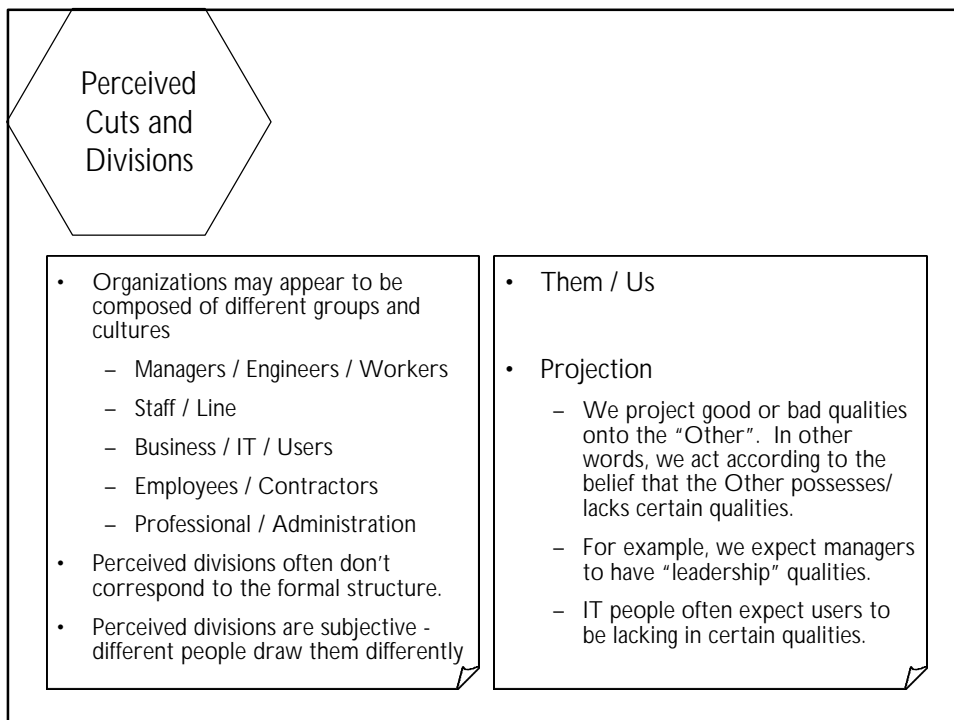 Perceived
Cuts and
Divisions
• Organizations may appear to be
composed of different groups and
cultures
– Managers / Engineers / Workers
– Staff / Line
– Business / IT / Users
– Employees / Contractors
– Professional / Administration
• Perceived divisions often don't
correspond to the formal structure.
• Perceived divisions are subjective -
different people draw them differently
• Them / Us
• Projection
– We project good or bad qualities
onto the “Other”. In other
words, we act according to the
belief that the Other possesses/
lacks certain qualities.
– For example, we expect managers
to have “leadership” qualities.
– IT people often expect users to
be lacking in certain qualities.